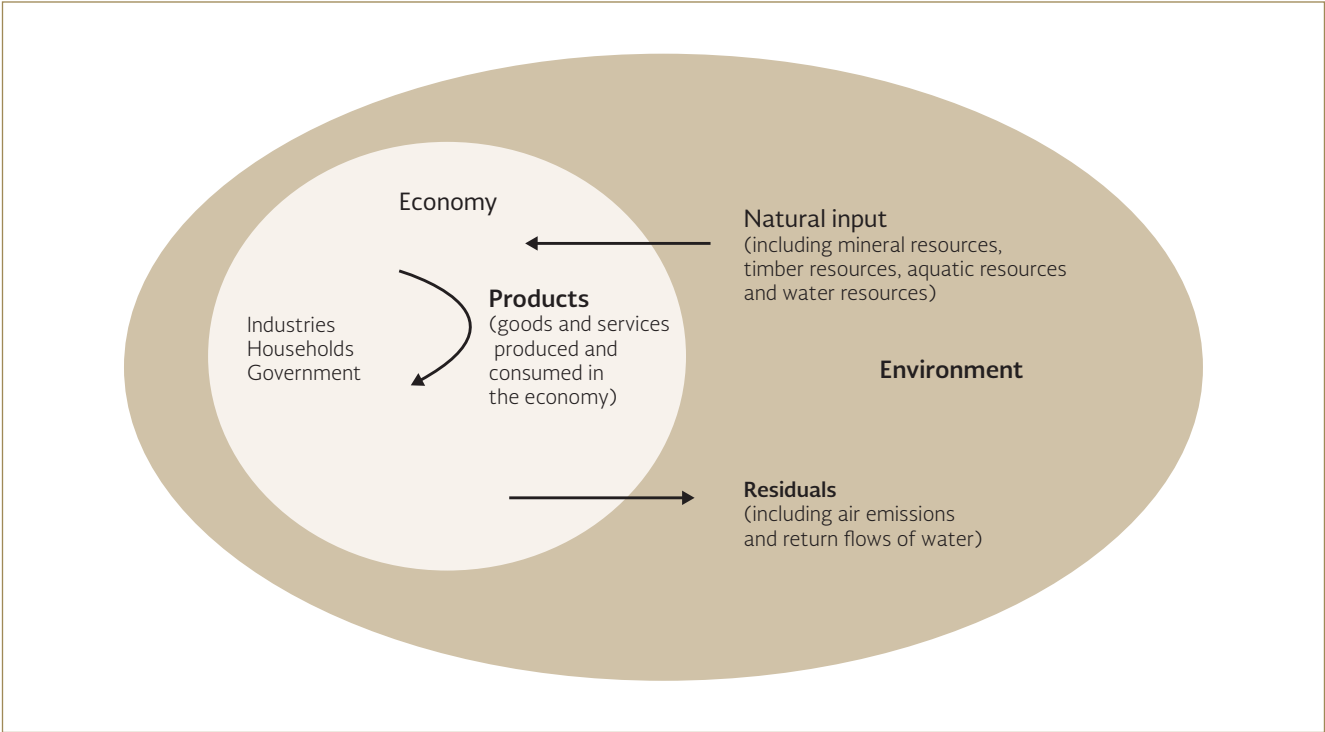 Economy
Industries
Households
Government
Products
(goods and services
produced and
consumed in
the economy)
Natural input
(including mineral resources,
timber resources, aquatic resources
and water resources)
Environment
Residuals
(including air emissions
and return flows of water)